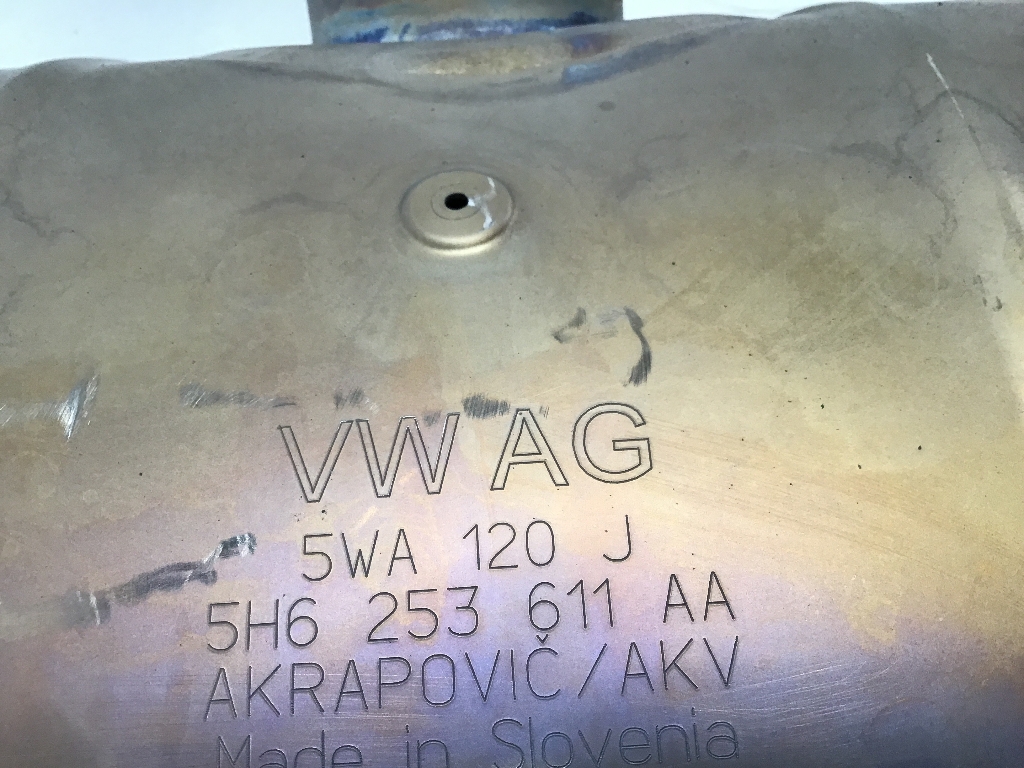 VW AG
5WA 120 J
5H6 253 611 AA
AKRAPOVIČ/AKV
Made in Slovenia